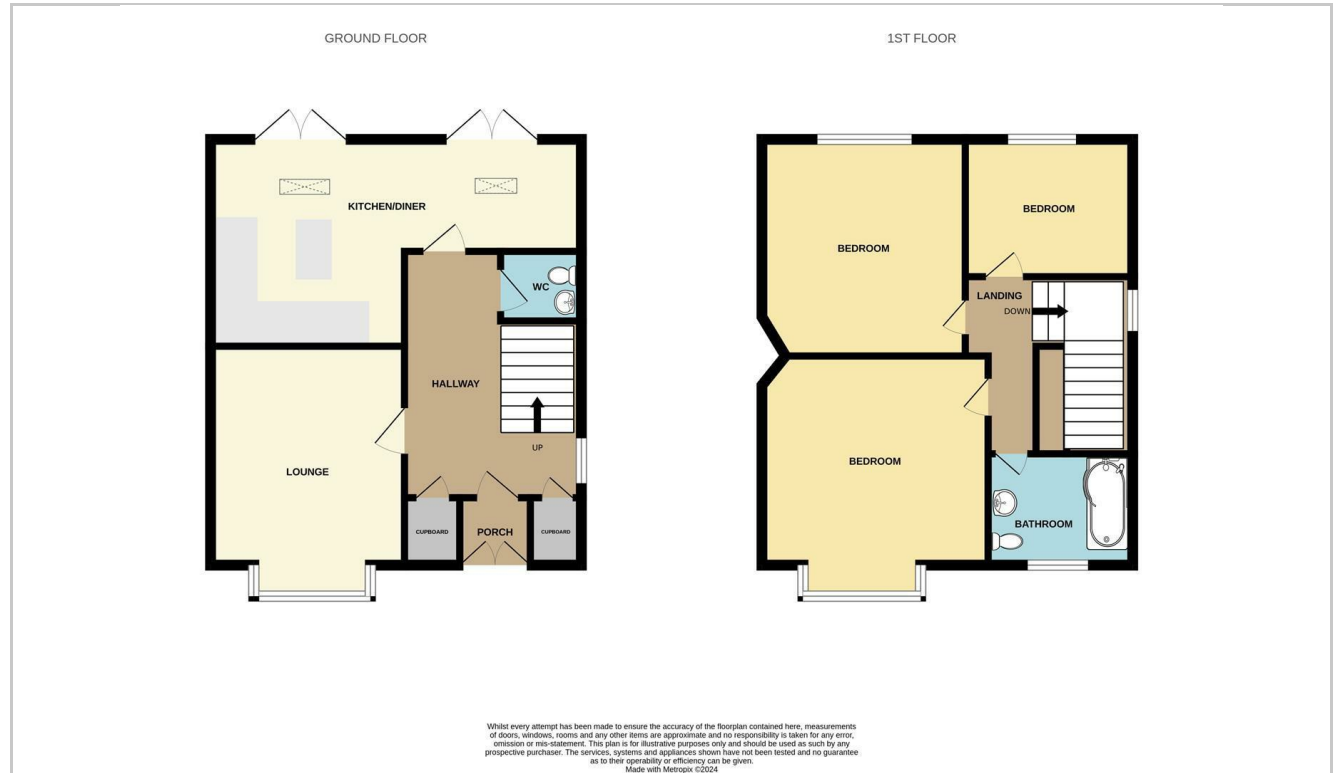 GROUND FLOOR
1ST FLOOR
KITCHEN/DINER
WC
HALLWAY
UP
LOUNGE
CUPBOARD
PORCH
CUPBOARD
BEDROOM
BEDROOM
LANDING
DOWN
BEDROOM
BATHROOM
Whilst every attempt has been made to ensure the accuracy of the floorplan contained here, measurements
of doors, windows, rooms and any other items are approximate and no responsibility is taken for any error,
omission or mis-statement. This plan is for illustrative purposes only and should be used as such by any
prospective purchaser. The services, systems and appliances shown have not been tested and no guarantee
as to their operability or efficiency can be given.
Made with Metropix ©2024